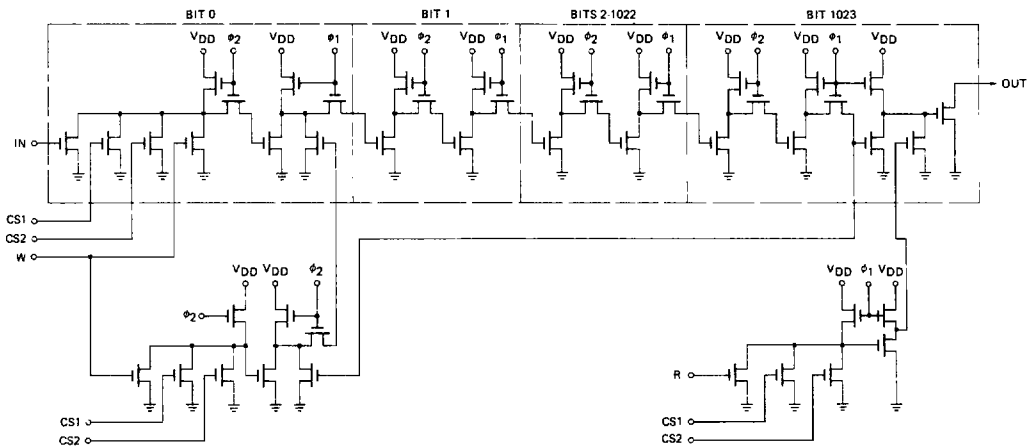 BIT 0 BIT 1 BITS 2-1022 BIT 1023
VDD ϕ2 VDD ϕ1 VDD ϕ2 VDD ϕ1 VDD ϕ2 VDD ϕ1 VDD ϕ2 VDD ϕ1 VDD
OUT
IN
CS1
CS2
W
VDD VDD ϕ2
ϕ2
CS1
CS2
VDD ϕ1 VDD
R
CS1
CS2